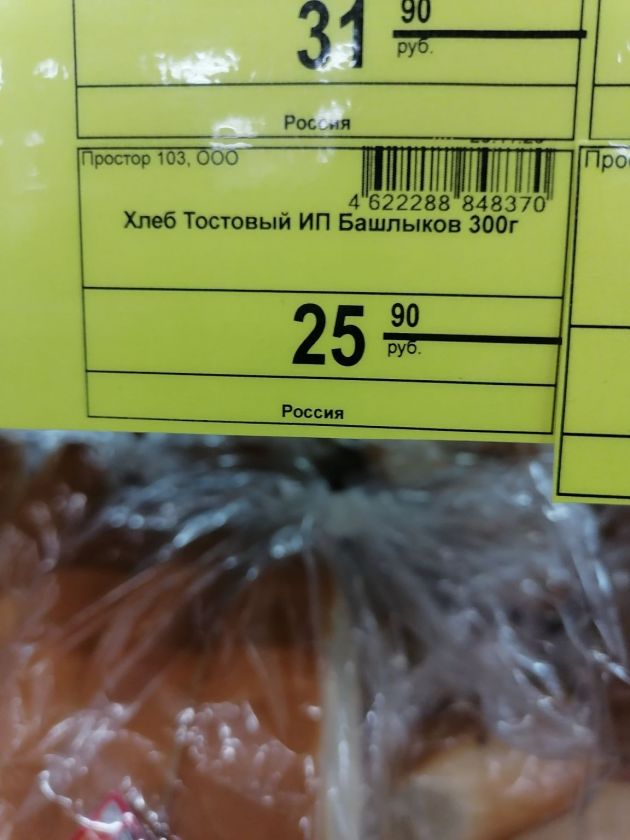 31 90
руб.
Россия
Простор 103, ООО
4 622288 848370
Хлеб Тостовый ИП Башлыков 300г
25 90
руб.
Россия
Про